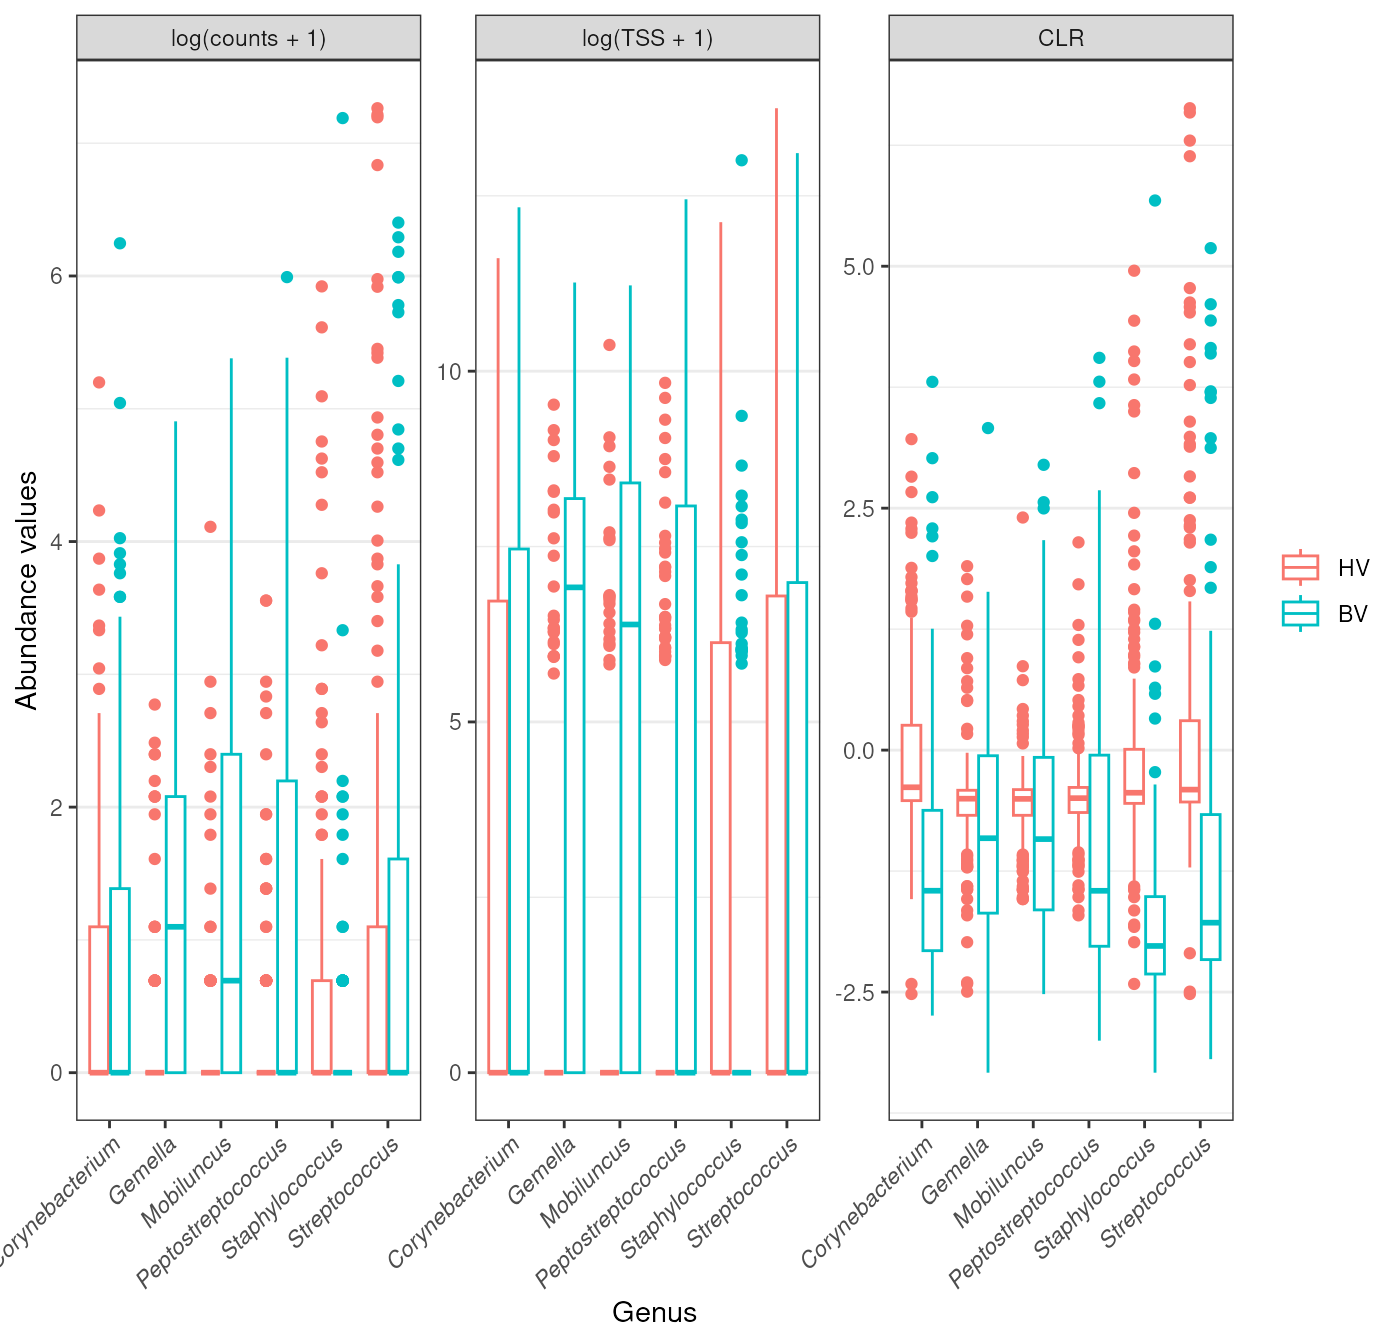 log(counts + 1)
log(TSS + 1)
CLR
Abundance values
6
4
2
0
10
5
0
5.0
2.5
0.0
-2.5
Corynebacterium
Gemella
Mobiluncus
Peptostreptococcus
Staphylococcus
Streptococcus
Corynebacterium
Gemella
Mobiluncus
Peptostreptococcus
Staphylococcus
Streptococcus
Corynebacterium
Gemella
Mobiluncus
Peptostreptococcus
Staphylococcus
Streptococcus
Genus
HV
BV